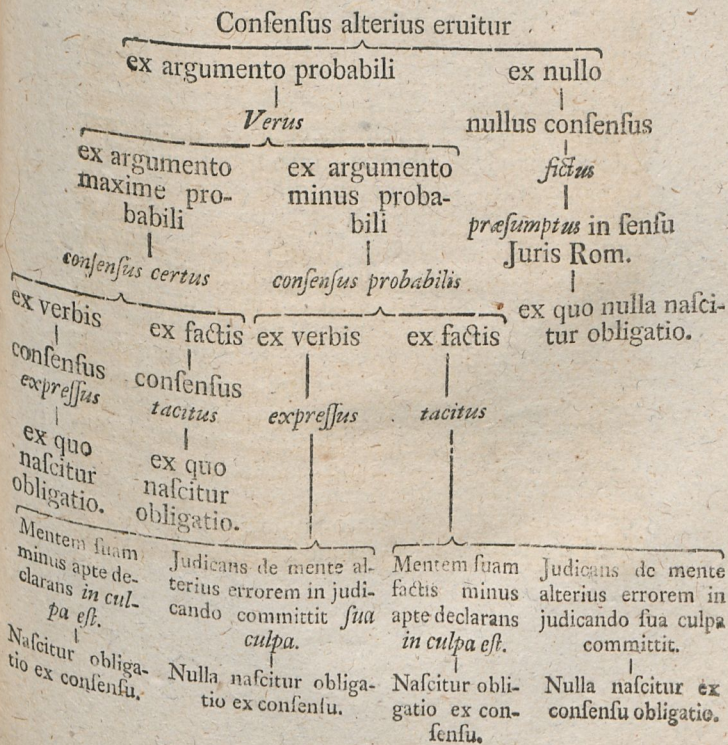 Conſenſus alterius eruitur
ex argumento probabili
ex nullo
Verus
nullus conſenſus
ex argumento
maxime pro-
babili
ex argumento
minus proba-
bili
fictus
præſumptus in ſenſu
Juris Rom.
conſenſus certus
conſenſus probabilis
ex quo nulla naſci-
tur obligatio.
ex verbis
ex factis
ex verbis
ex factis
conſenſus
expreſſus
conſenſus
tacitus
expreſſus
tacitus
ex quo
naſcitur
obligatio.
ex quo
naſcitur
obligatio.
Mentem ſuam
minus apte de-
clarans in cul-
pa eſt.
Naſcitur obliga-
tio ex conſenſu.
Judicans de mente al-
terius errorem in judi-
cando committit ſua
culpa.
Nulla naſcitur obliga-
tio ex conſenſu.
Mentem ſuam
factis minus
apte declarans
in culpa eſt.
Naſcitur obli-
gatio ex con-
ſenſu.
Judicans de mente
alterius errorem in
judicando ſua culpa
committit.
Nulla naſcitur ex
conſenſu obligatio.